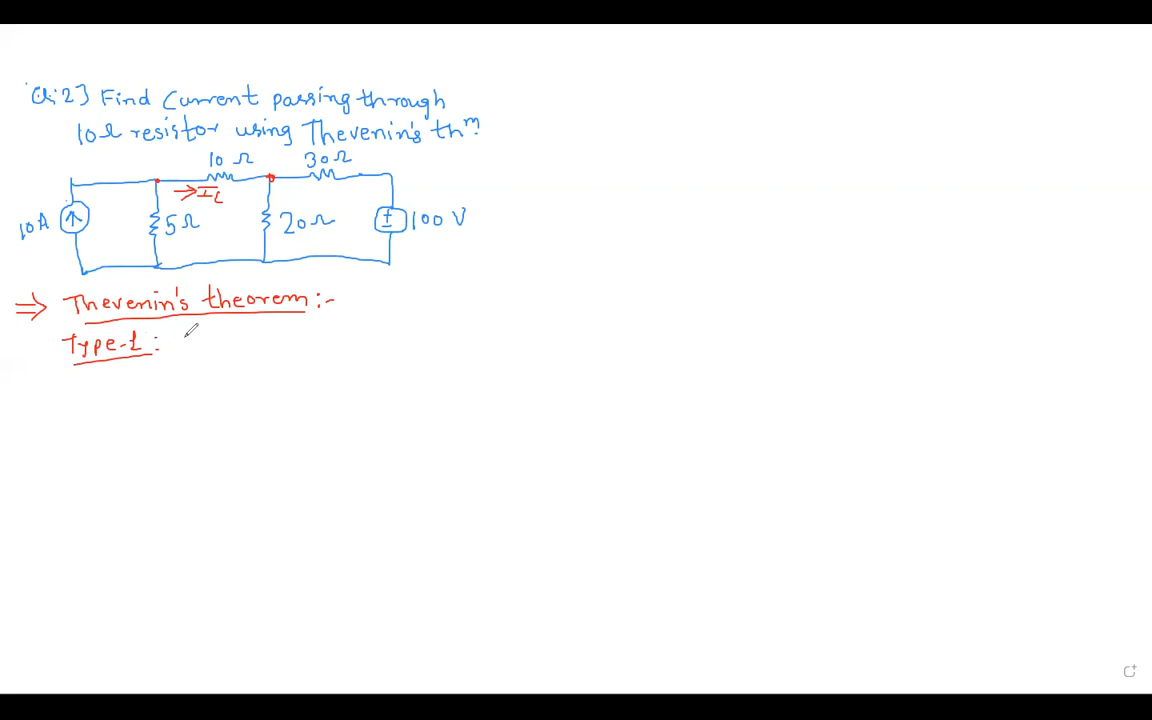 Q:2] Find Current passing through
10Ω resistor using Thevenin's thm?
10 Ω
30 Ω
IL
10A
5Ω
20Ω
100 V
⇒ Thevenin's theorem :-
Type-1: